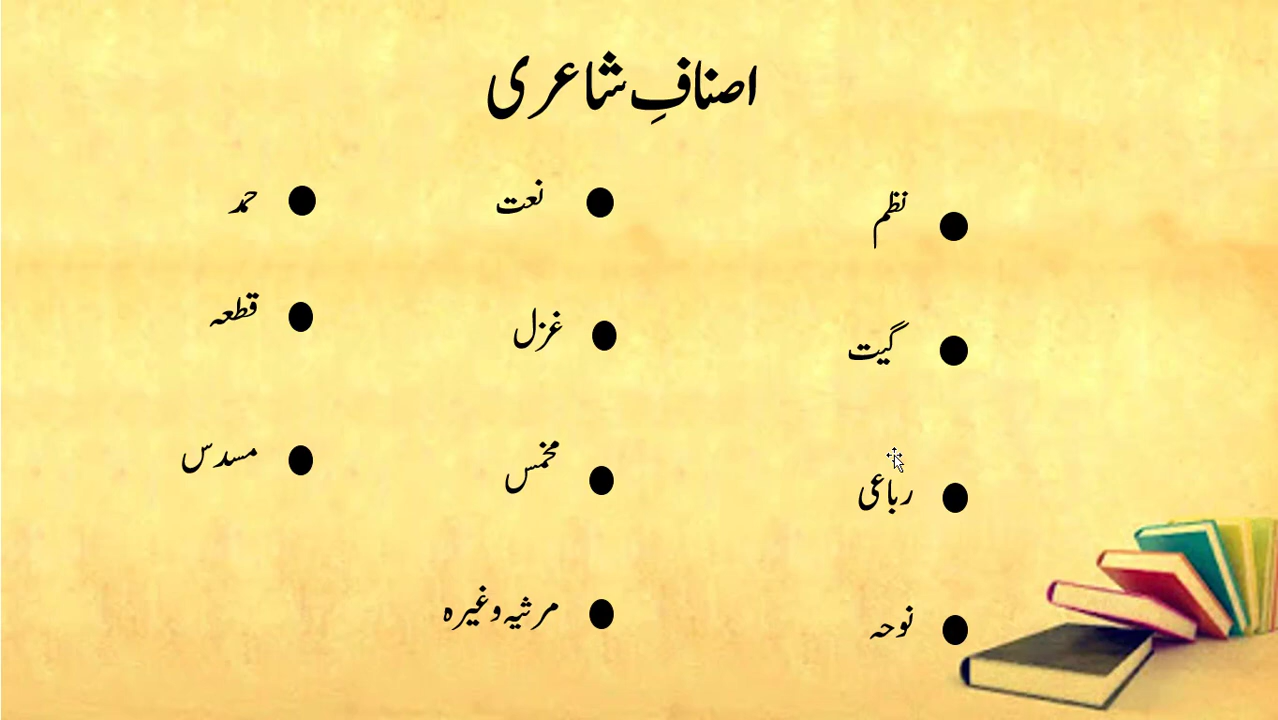 اصنافِ شاعری
نظم
نعت
حمد
گیت
غزل
قطعہ
رباعی
مخمس
مسدس
نوحہ
مرثیہ وغیرہ